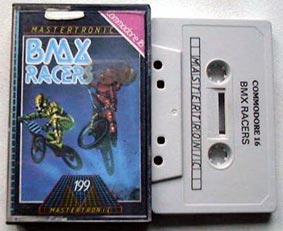 Commodore 16
MASTERTRONIC
BMX
RACERS
199
MASTERTRONIC
MASTERTRONIC
COMMODORE 16
BMX RACERS